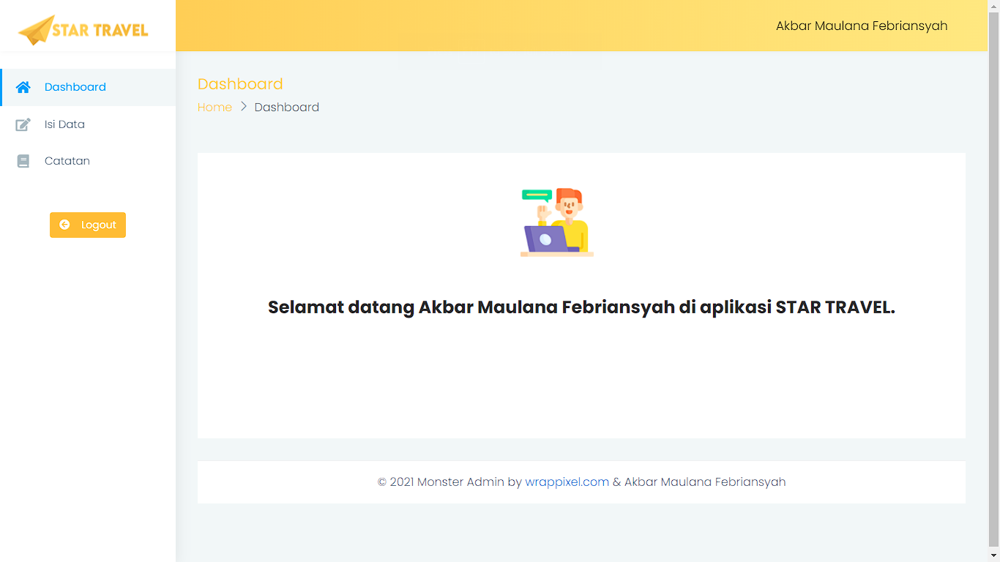 STAR TRAVEL
Akbar Maulana Febriansyah
Dashboard
Isi Data
Catatan
Logout
Dashboard
Home > Dashboard
Selamat datang Akbar Maulana Febriansyah di aplikasi STAR TRAVEL.
© 2021 Monster Admin by wrappixel.com & Akbar Maulana Febriansyah